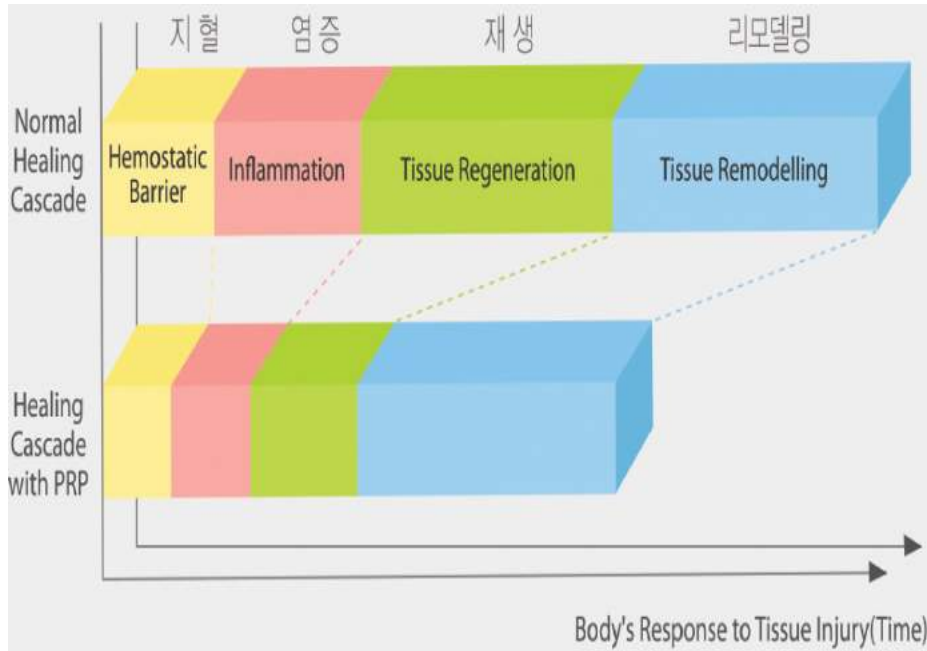 지혈 염증 재생 리모델링
Normal
Healing
Cascade
Hemostatic
Barrier
Inflammation
Tissue Regeneration
Tissue Remodelling
Healing
Cascade
with PRP
Body's Response to Tissue Injury(Time)